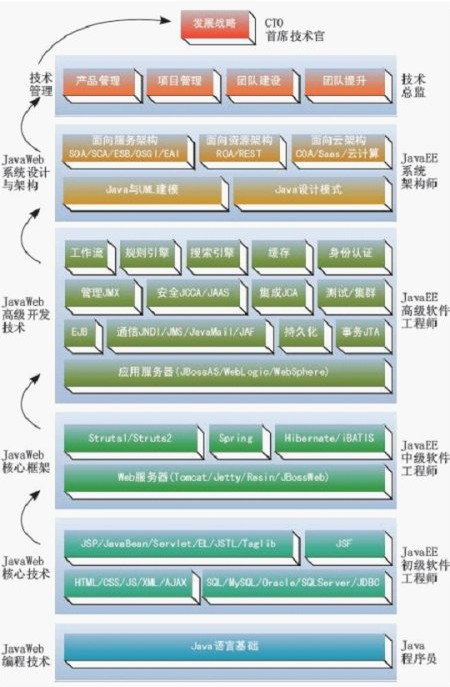 发展战略
CTO
首席技术官
技术
管理
产品管理
项目管理
团队建设
团队提升
技术
总监
JavaWeb
系统设计
与架构
面向服务架构
SOA/SCA/ESB/OSGI/EAI
面向资源架构
ROA/REST
面向云架构
COA/Saas/云计算
Java与UML建模
Java设计模式
JavaEE
系统
架构师
JavaWeb
高级开发
技术
工作流
规则引擎
搜索引擎
缓存
身份认证
管理JMX
安全JCCA/JAAS
集成JCA
测试/集群
EJB
通信JNDI/JMS/JavaMail/JAF
持久化
事务JTA
应用服务器(JBossAS/WebLogic/WebSphere)
JavaEE
高级软件
工程师
JavaWeb
核心框架
Struts1/Struts2
Spring
Hibernate/iBATIS
Web服务器(Tomcat/Jetty/Resin/JBossWeb)
JavaEE
中级软件
工程师
JavaWeb
核心技术
JSP/JavaBean/Servlet/EL/JSTL/Taglib
JSF
HTML/CSS/JS/XML/AJAX
SQL/MySQL/Oracle/SQLServer/JDBC
JavaEE
初级软件
工程师
JavaWeb
编程技术
Java语言基础
Java
程序员